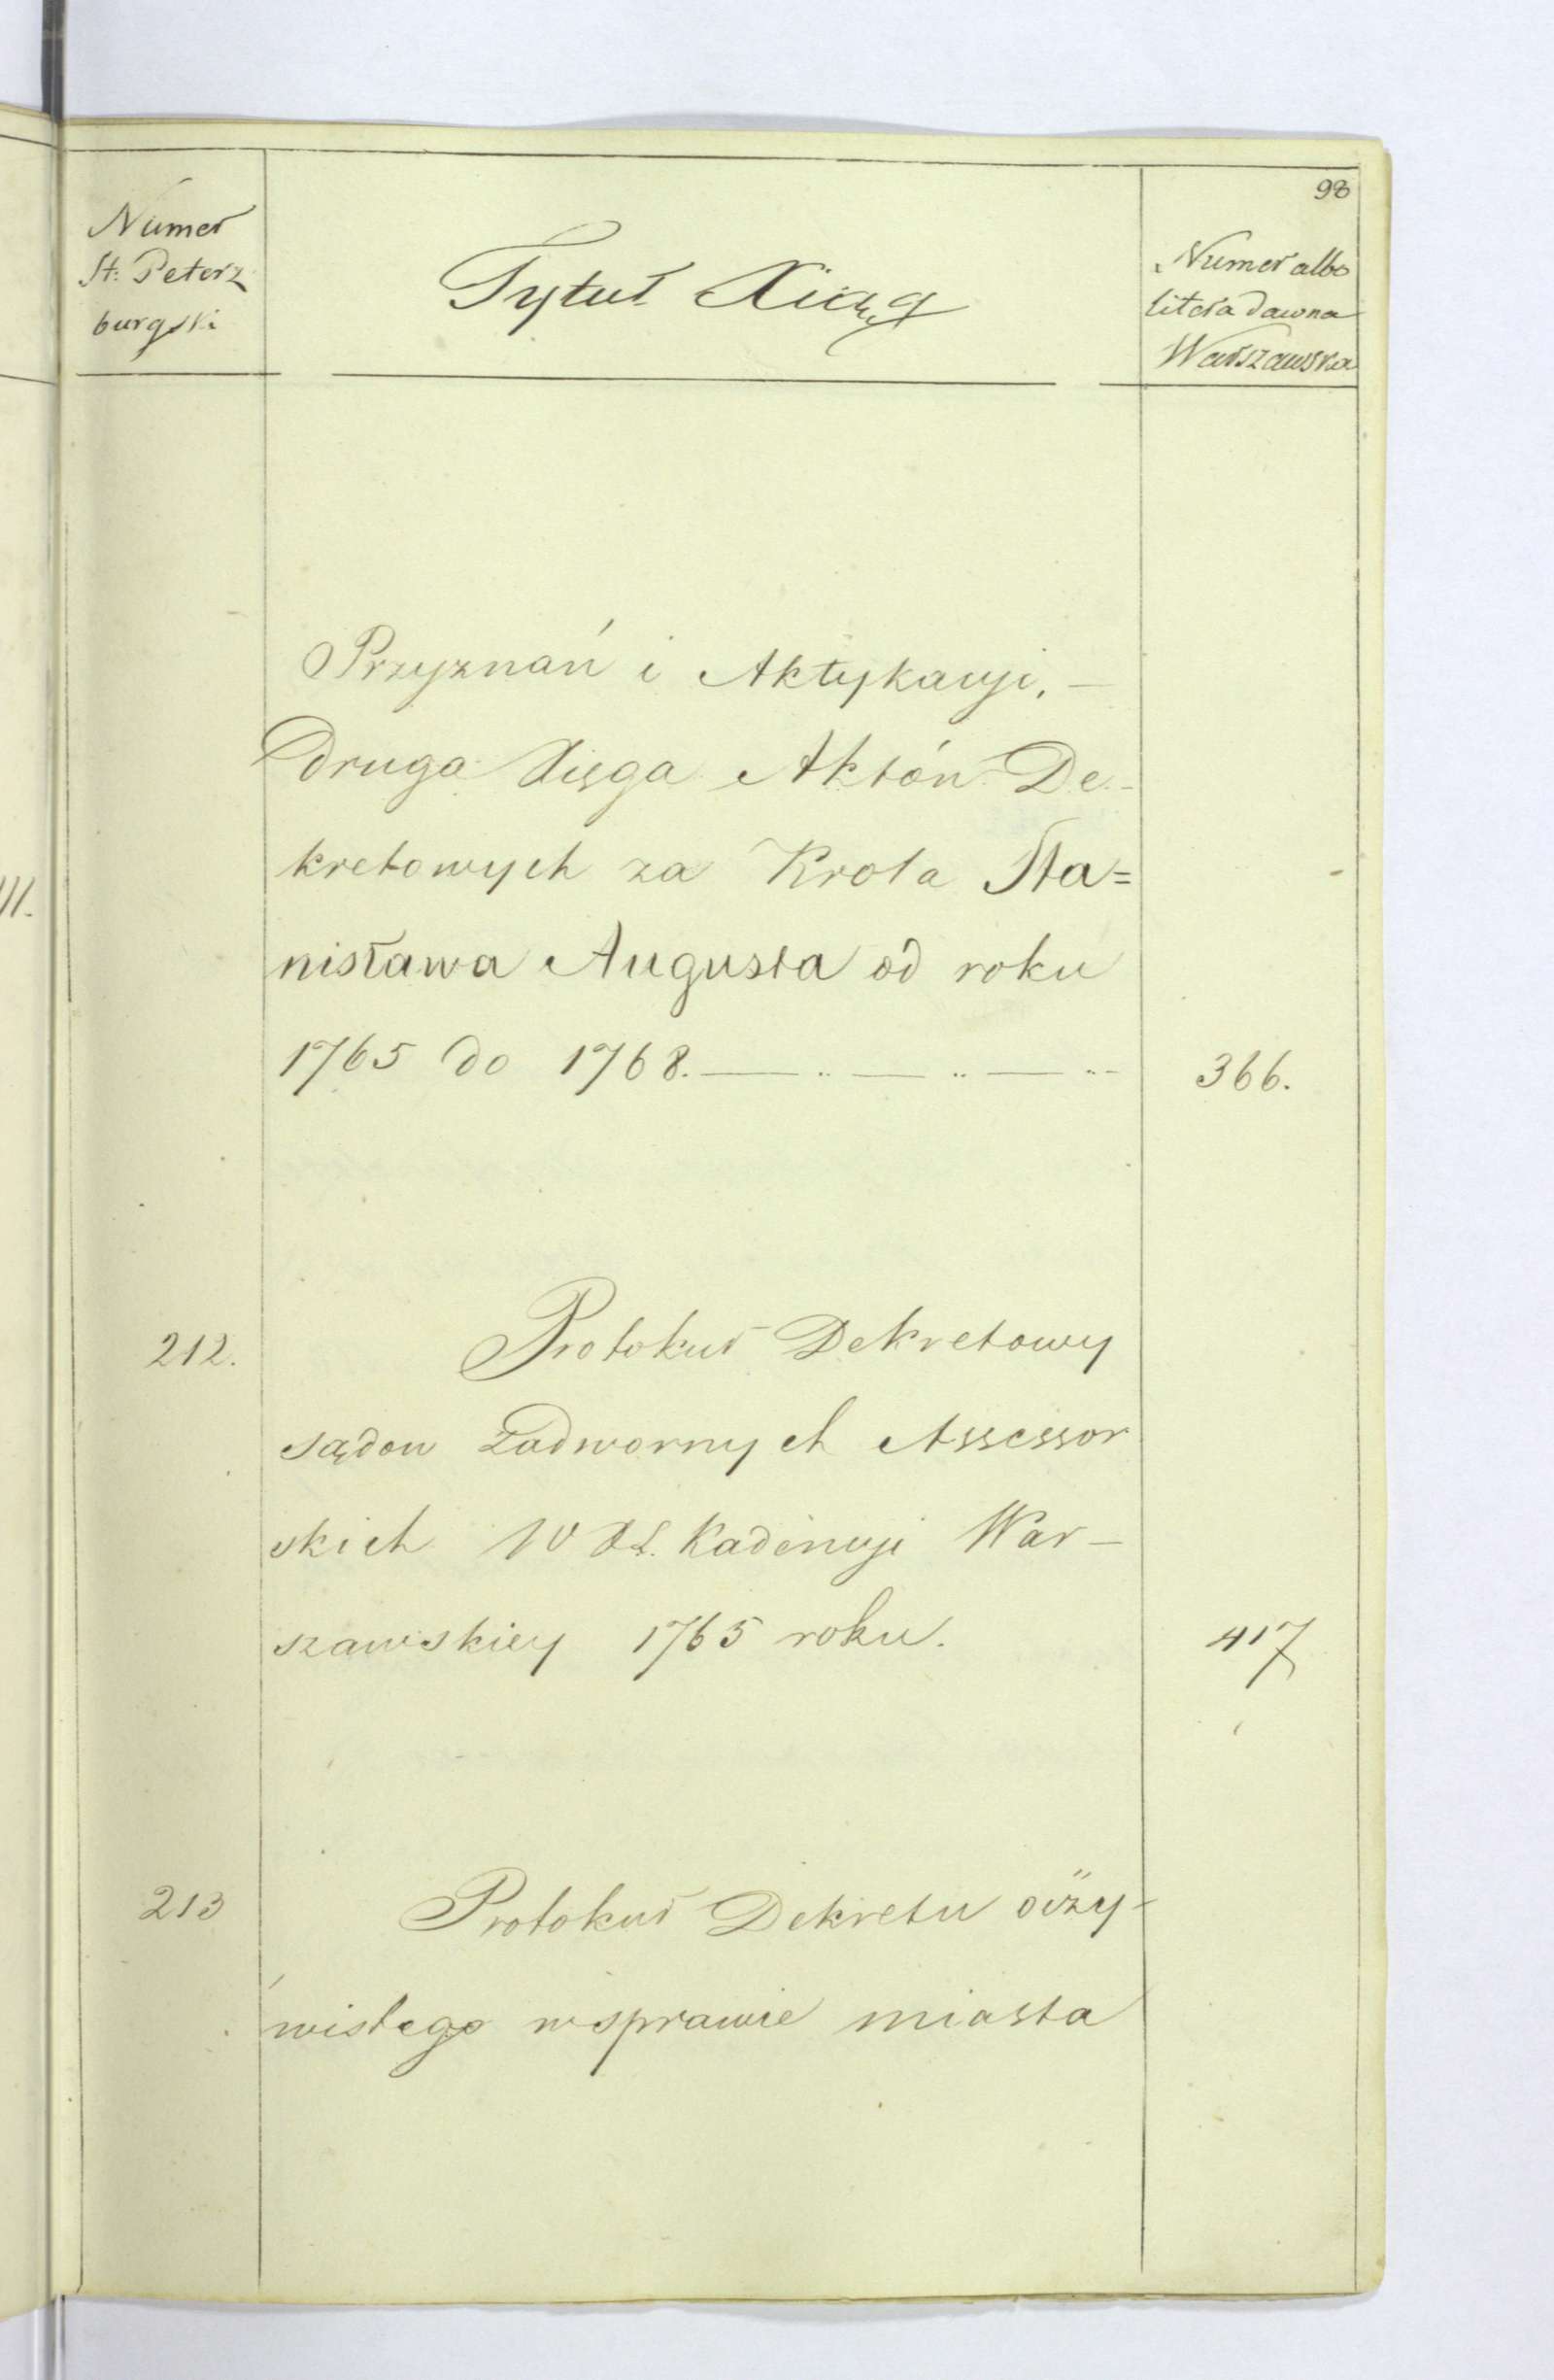 98
Numer
St: Peterz
burgski
Tytuł Xiąg
Numer albo
litera dawna
Warszawska
Przyznań i Aktykacyi. —
Druga Xięga Aktów De-
kretowych za Krola Sta=
nisława Augusta od roku
1765 do 1768. — .. — .. — ..
366.
212.
Protokuł Dekretowy
sądow Zadwornych Assessor
skich W. X. L. Kadencyi War-
szawskiey 1765 roku.
417
213
Protokuł Dekretu oczy-
wistego w sprawie miasta